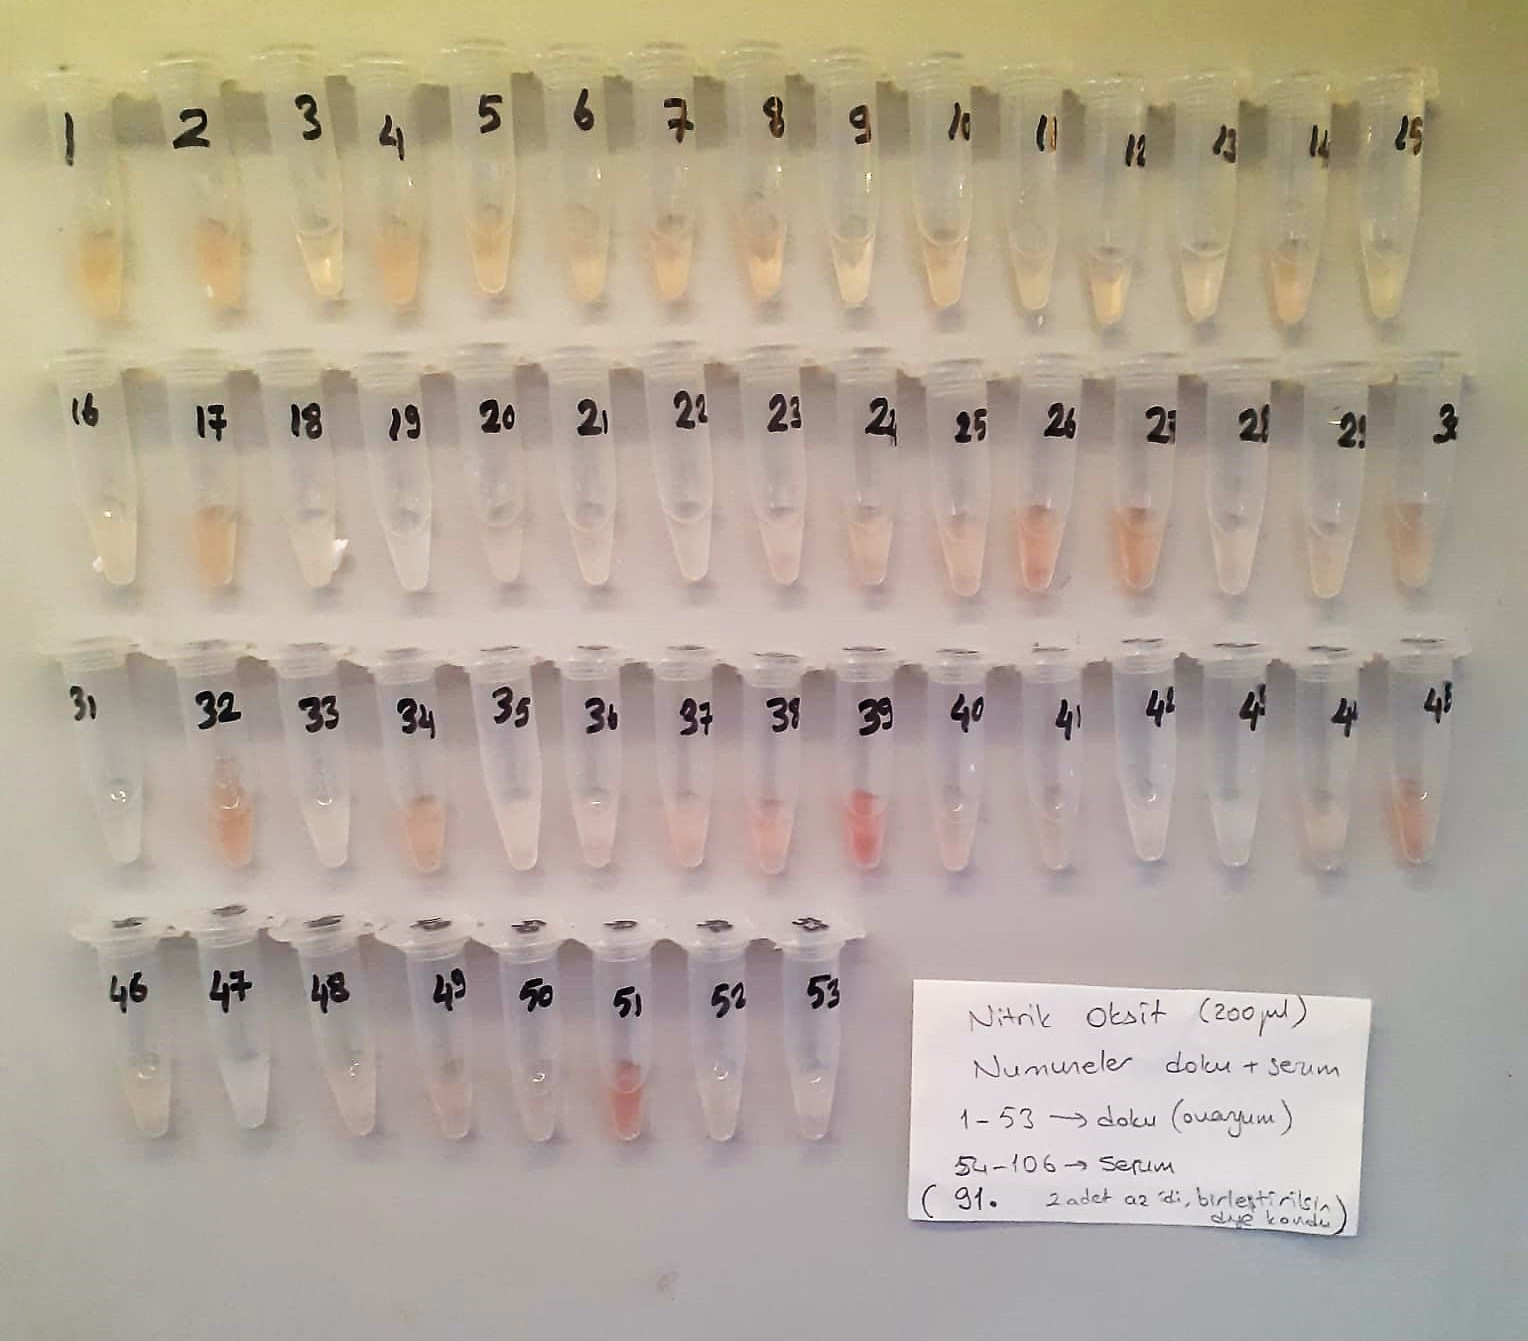 1 2 3 4 5 6 7 8 9 10 11 12 13 14 15
16 17 18 19 20 21 22 23 24 25 26 27 28 29 30
31 32 33 34 35 36 37 38 39 40 41 42 43 44 45
46 47 48 49 50 51 52 53
Nitrik Oksit (200µl)
Numuneler doku + serum
1-53 → doku (ovaryum)
54-106 → serum
(91. 2 adet az idi, birleştirilsin
diye kondu)